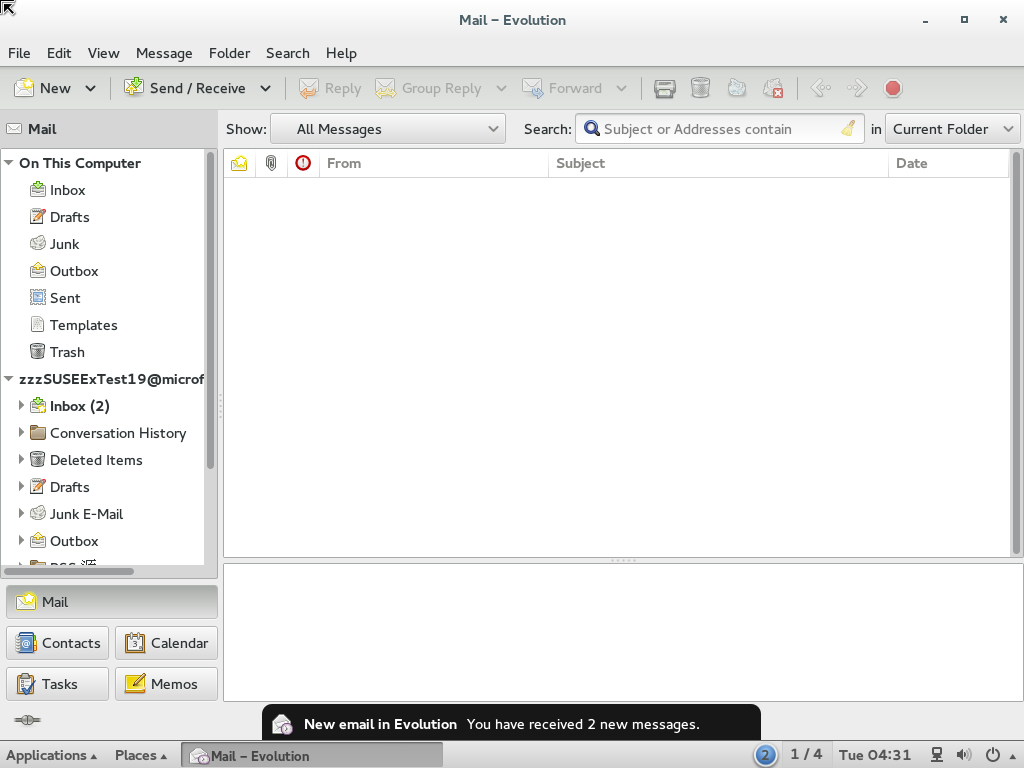 Mail – Evolution
File Edit View Message Folder Search Help
New Send / Receive Reply Group Reply Forward
Mail Show: All Messages Search: Subject or Addresses contain in Current Folder
On This Computer
Inbox
Drafts
Junk
Outbox
Sent
Templates
Trash
zzzSUSEExTest19@microf
Inbox (2)
Conversation History
Deleted Items
Drafts
Junk E-Mail
Outbox
RSS 源
From Subject Date
Mail
Contacts Calendar
Tasks Memos
New email in Evolution You have received 2 new messages.
Applications Places Mail – Evolution 2 1 / 4 Tue 04:31